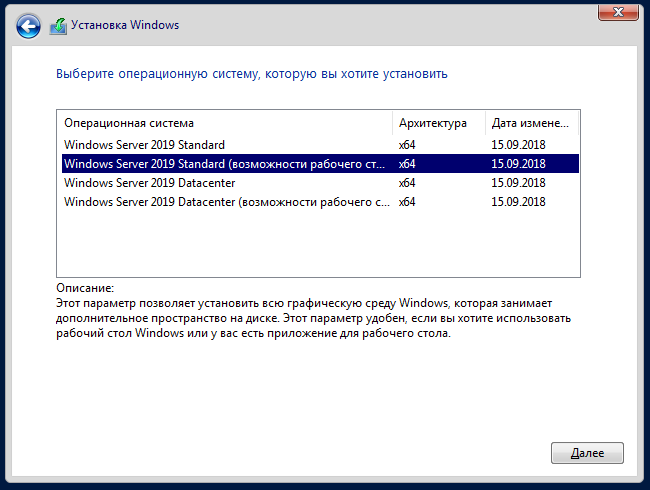 Установка Windows
Выберите операционную систему, которую вы хотите установить
Операционная система Архитектура Дата измене...
Windows Server 2019 Standard x64 15.09.2018
Windows Server 2019 Standard (возможности рабочего ст... x64 15.09.2018
Windows Server 2019 Datacenter x64 15.09.2018
Windows Server 2019 Datacenter (возможности рабочего с... x64 15.09.2018
Описание:
Этот параметр позволяет установить всю графическую среду Windows, которая занимает
дополнительное пространство на диске. Этот параметр удобен, если вы хотите использовать
рабочий стол Windows или у вас есть приложение для рабочего стола.
Далее